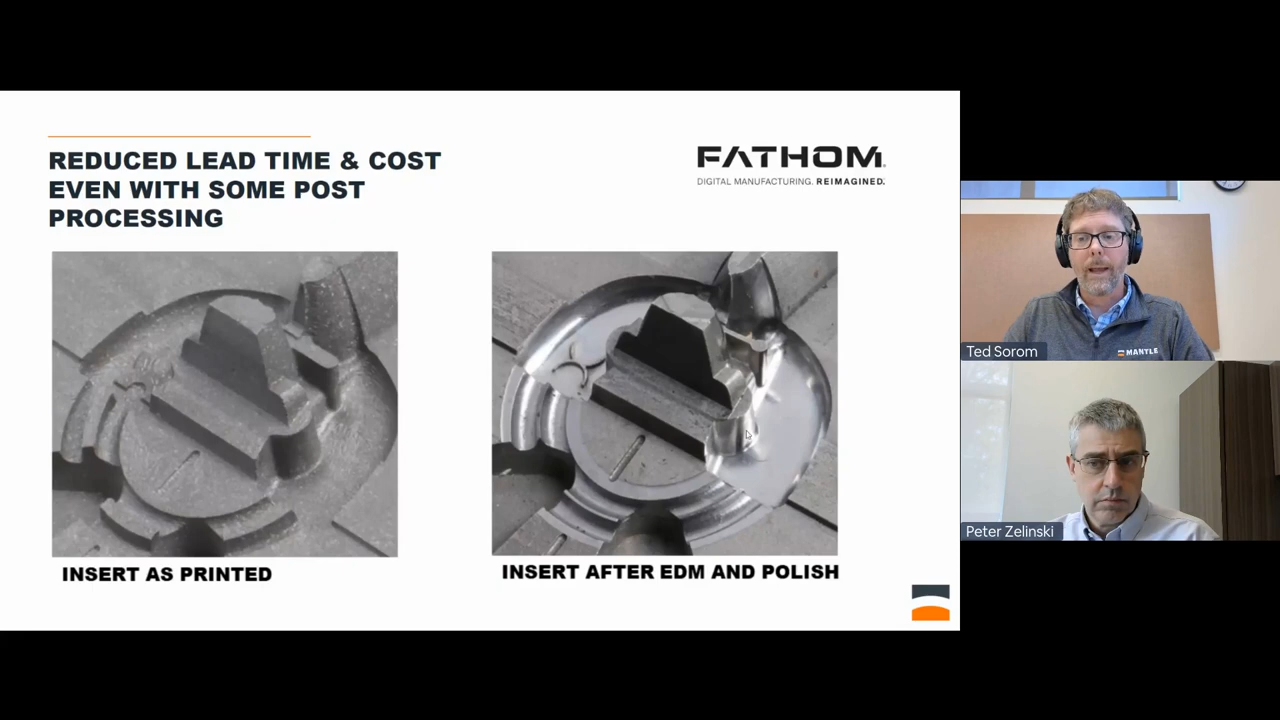 REDUCED LEAD TIME & COST
EVEN WITH SOME POST
PROCESSING
FATHOM
DIGITAL MANUFACTURING. REIMAGINED.
INSERT AS PRINTED
INSERT AFTER EDM AND POLISH
MANTLE
Ted Sorom
Peter Zelinski